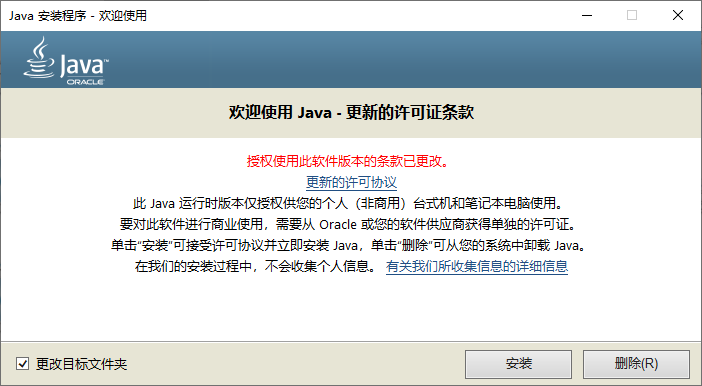 Java 安装程序 - 欢迎使用
Java™
ORACLE
欢迎使用 Java - 更新的许可证条款
授权使用此软件版本的条款已更改。
更新的许可协议
此 Java 运行时版本仅授权供您的个人（非商用）台式机和笔记本电脑使用。
要对此软件进行商业使用，需要从 Oracle 或您的软件供应商获得单独的许可证。
单击“安装”可接受许可协议并立即安装 Java，单击“删除”可从您的系统中卸载 Java。
在我们的安装过程中，不会收集个人信息。 有关我们所收集信息的详细信息
更改目标文件夹 安装 删除(R)